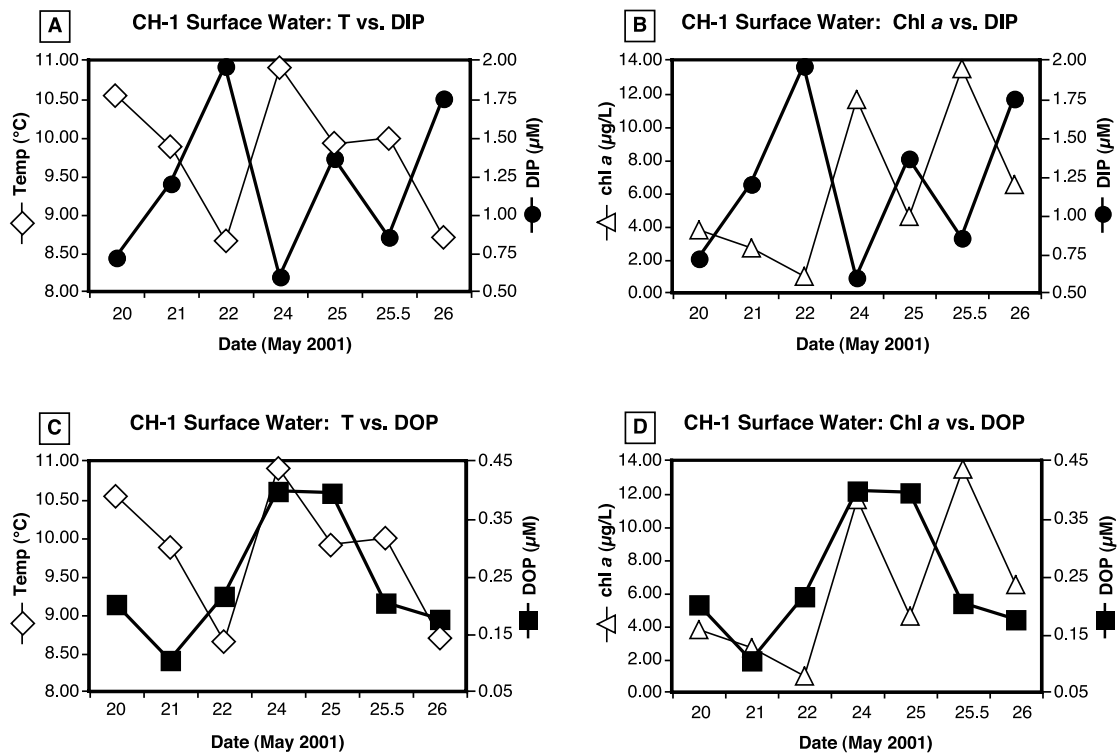 A
CH-1 Surface Water: T vs. DIP
11.00
10.50
10.00
9.50
9.00
8.50
8.00
Temp (°C)
2.00
1.75
1.50
1.25
1.00
0.75
0.50
DIP (µM)
20 21 22 24 25 25.5 26
Date (May 2001)
B
CH-1 Surface Water: Chl a vs. DIP
14.00
12.00
10.00
8.00
6.00
4.00
2.00
0.00
chl a (µg/L)
2.00
1.75
1.50
1.25
1.00
0.75
0.50
DIP (µM)
20 21 22 24 25 25.5 26
Date (May 2001)
C
CH-1 Surface Water: T vs. DOP
11.00
10.50
10.00
9.50
9.00
8.50
8.00
Temp (°C)
0.45
0.35
0.25
0.15
0.05
DOP (µM)
20 21 22 24 25 25.5 26
Date (May 2001)
D
CH-1 Surface Water: Chl a vs. DOP
14.00
12.00
10.00
8.00
6.00
4.00
2.00
0.00
chl a (µg/L)
0.45
0.35
0.25
0.15
0.05
DOP (µM)
20 21 22 24 25 25.5 26
Date (May 2001)